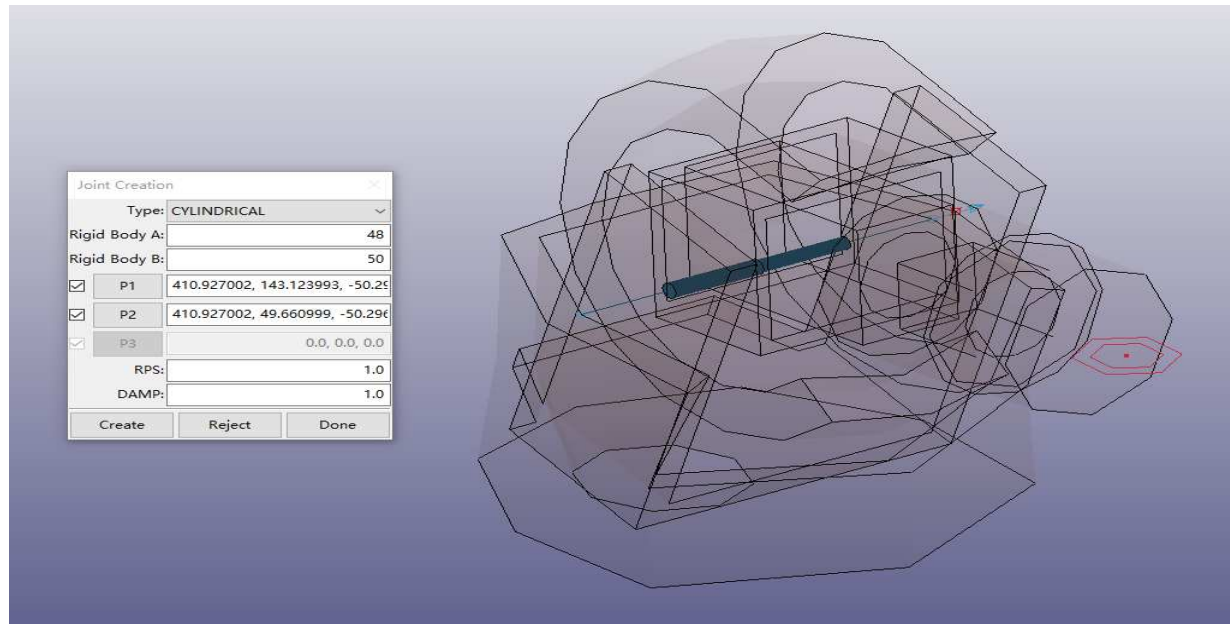 Joint Creation
Type: CYLINDRICAL
Rigid Body A: 48
Rigid Body B: 50
P1 410.927002, 143.123993, -50.29
P2 410.927002, 49.660999, -50.296
P3 0.0, 0.0, 0.0
RPS: 1.0
DAMP: 1.0
Create Reject Done